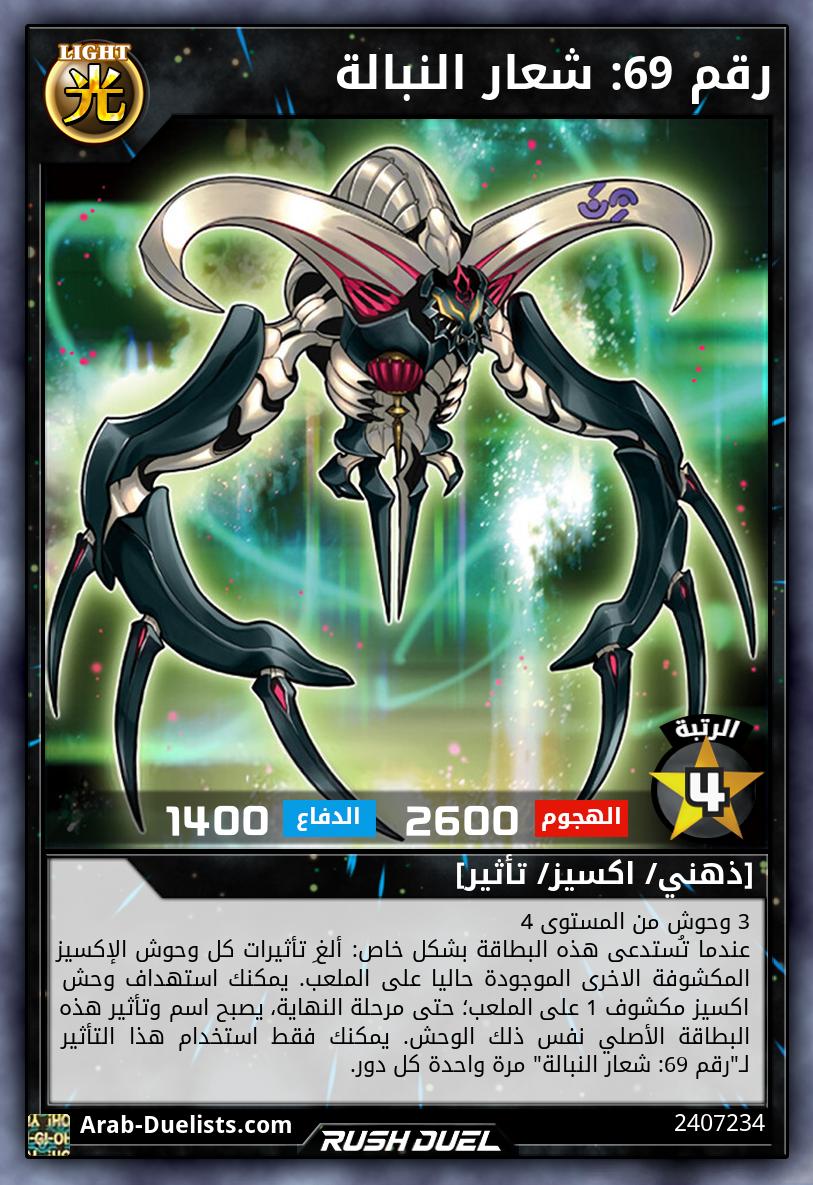 LIGHT
光
رقم 69: شعار النبالة
69
الرتبة
4
الهجوم 2600 الدفاع 1400
[ذهني/ اكسيز/ تأثير]
3 وحوش من المستوى 4
عندما تُستدعى هذه البطاقة بشكل خاص: ألغِ تأثيرات كل وحوش الإكسيز
المكشوفة الاخرى الموجودة حاليا على الملعب. يمكنك استهداف وحش
اكسيز مكشوف 1 على الملعب؛ حتى مرحلة النهاية، يصبح اسم وتأثير هذه
البطاقة الأصلي نفس ذلك الوحش. يمكنك فقط استخدام هذا التأثير
لـ"رقم 69: شعار النبالة" مرة واحدة كل دور.
Arab-Duelists.com
RUSH DUEL
2407234